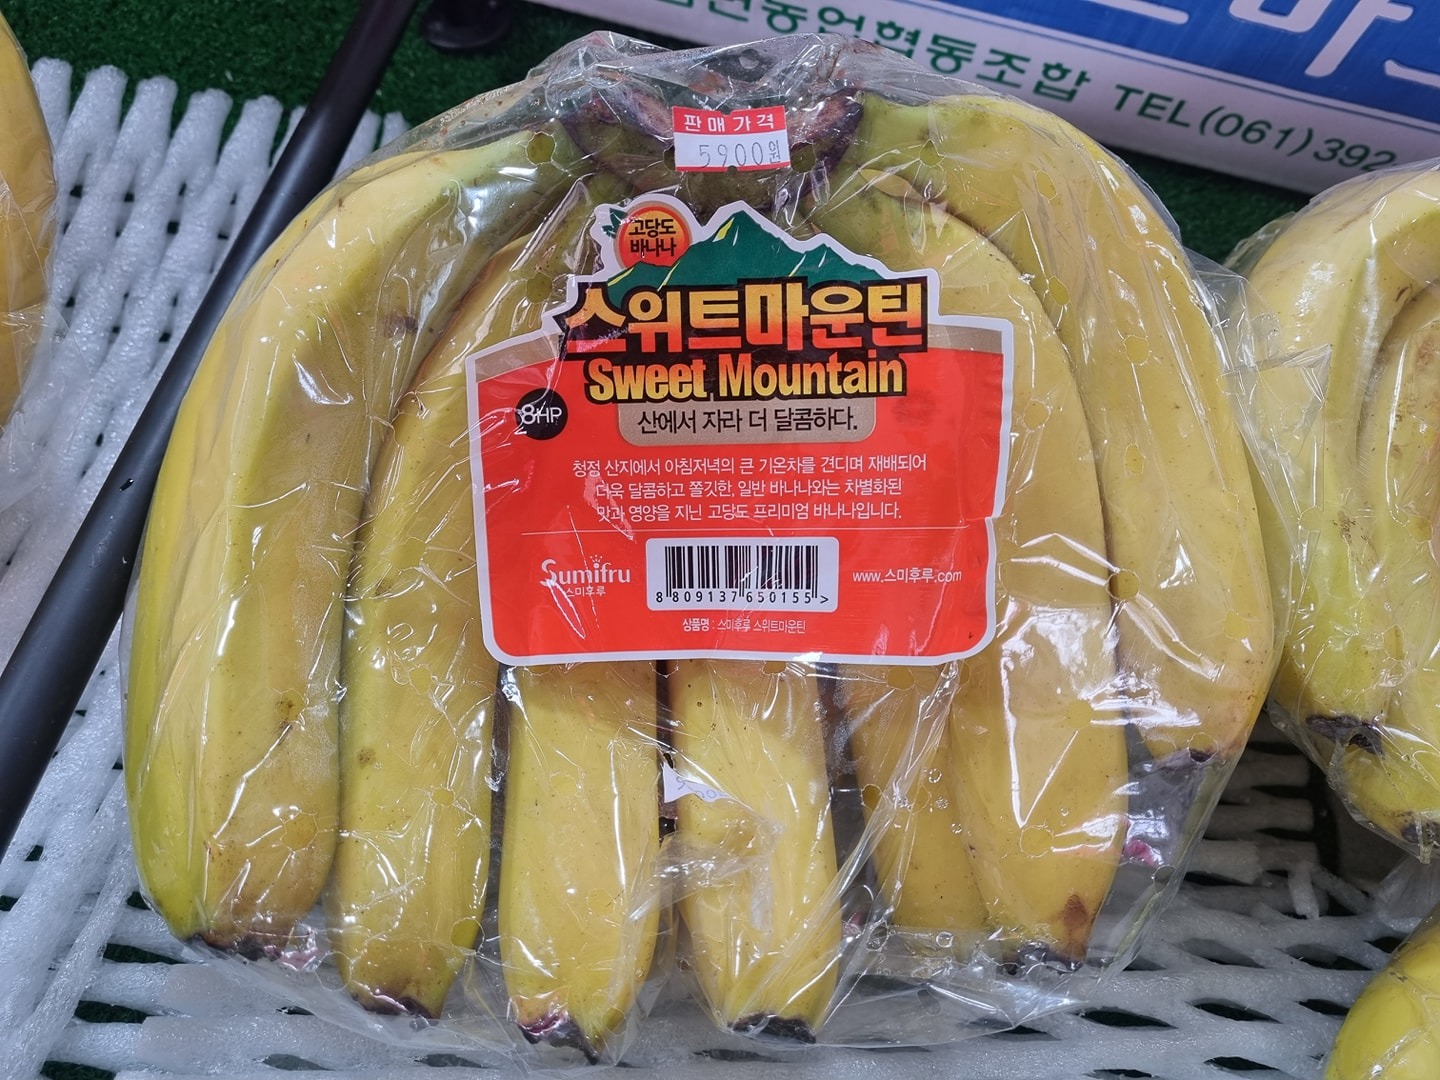 농업협동조합 TEL(061)392
판매가격
5900원
고당도
바나나
스위트마운틴
Sweet Mountain
8HP
산에서 자라 더 달콤하다.
청정 산지에서 아침저녁의 큰 기온차를 견디며 재배되어
더욱 달콤하고 쫄깃한, 일반 바나나와는 차별화된
맛과 영양을 지닌 고당도 프리미엄 바나나입니다.
Sumifru
스미후루
8 809137 650155 >
www.스미후루.com
상품명 : 스미후루 스위트마운틴